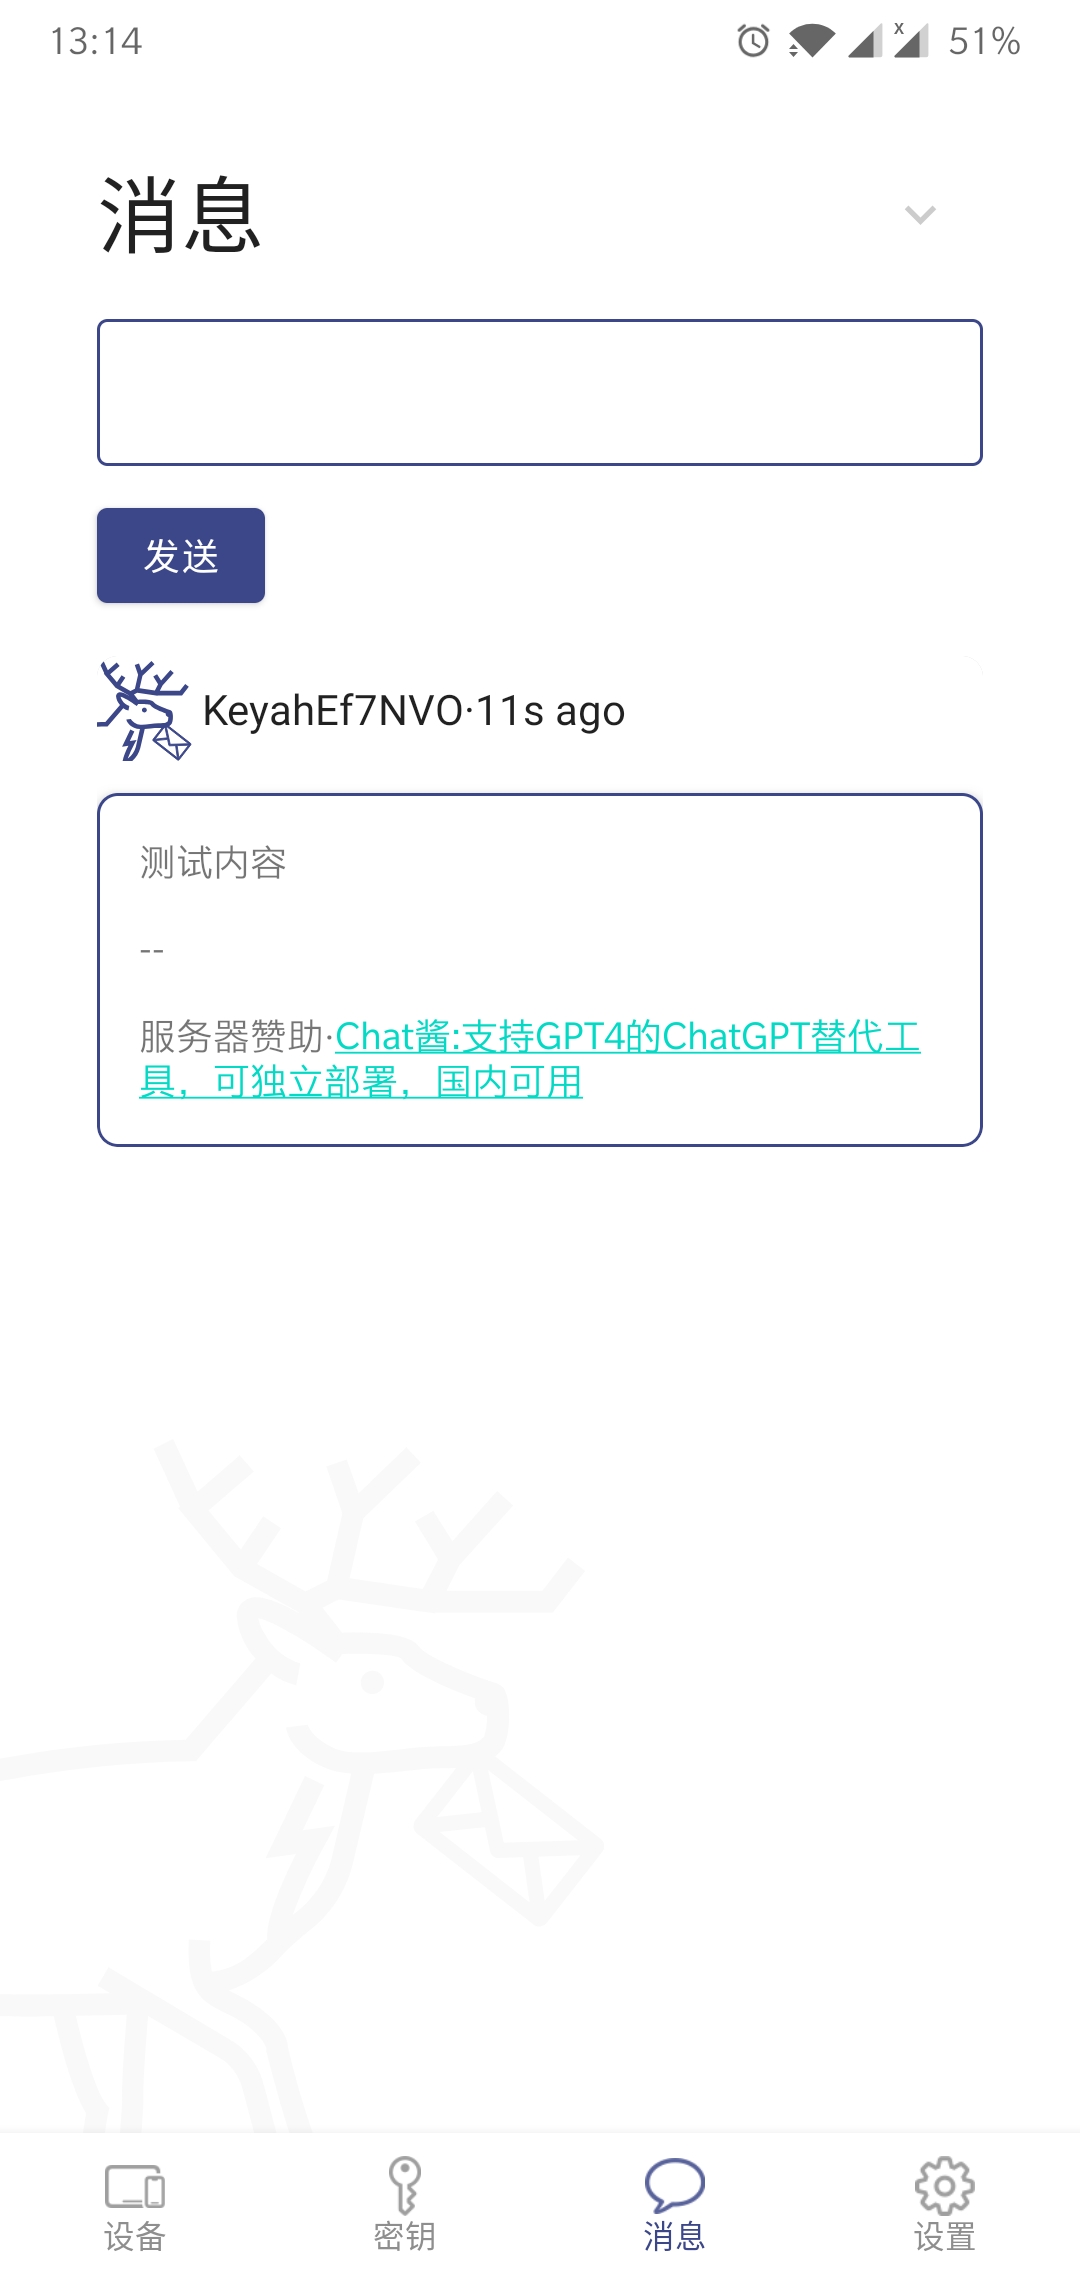 13:14
x
51%
消息
发送
KeyahEf7NVO·11s ago
测试内容
--
服务器赞助·Chat酱:支持GPT4的ChatGPT替代工
具，可独立部署，国内可用
设备
密钥
消息
设置